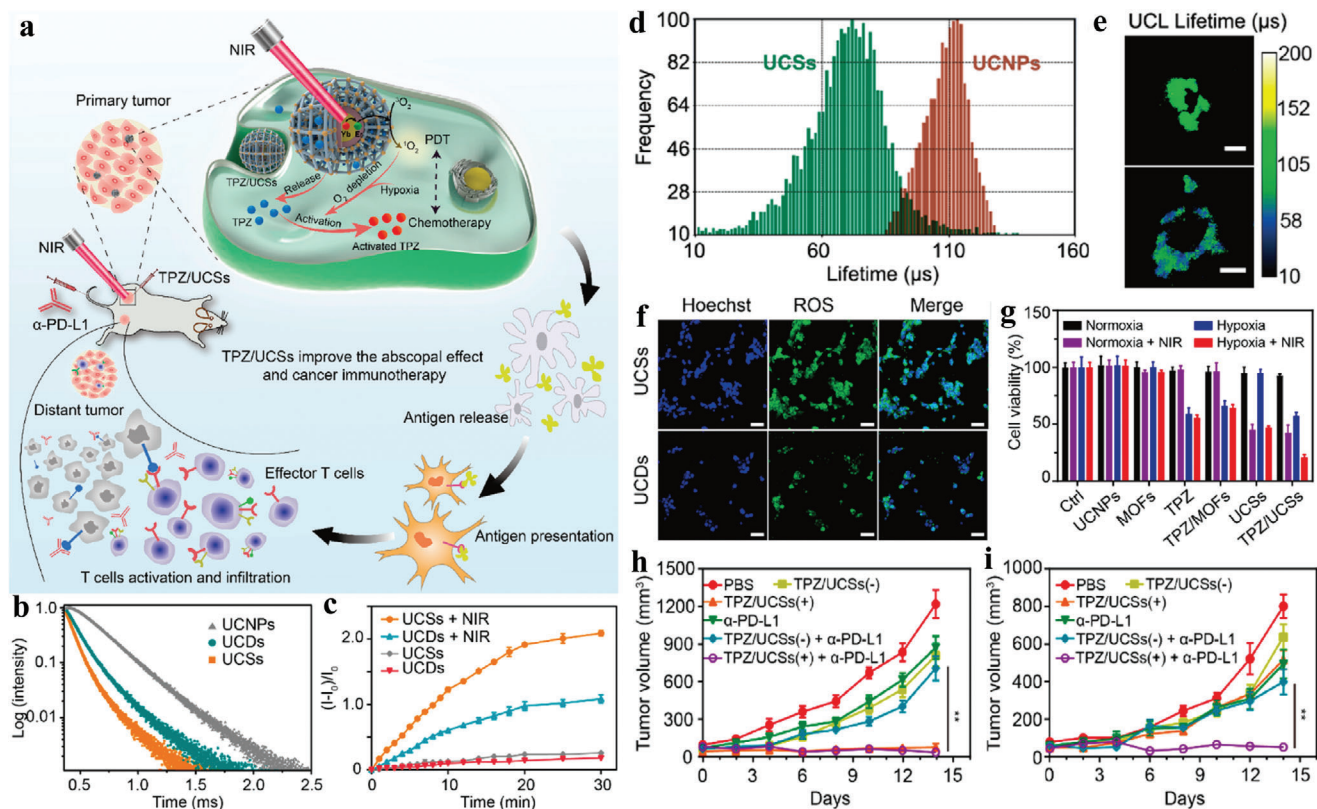 a
NIR
Primary tumor
³O₂
Yb Er
¹O₂
PDT
TPZ/UCSs
Release
O₂ depletion
Hypoxia
TPZ
Activation
Chemotherapy
Activated TPZ
NIR
TPZ/UCSs
α-PD-L1
TPZ/UCSs improve the abscopal effect
and cancer immunotherapy
Distant tumor
Antigen release
Effector T cells
Antigen presentation
T cells activation and infiltration
b
Log (intensity)
1.0
0.1
0.01
UCNPs
UCDs
UCSs
0.5 1.0 1.5 2.0 2.5
Time (ms)
c
(I-I₀)/I₀
2.0
1.0
0
UCSs + NIR
UCDs + NIR
UCSs
UCDs
0 10 20 30
Time (min)
d
Frequency
100
82
64
46
28
10
UCSs
UCNPs
10 60 110 160
Lifetime (µs)
e
UCL Lifetime (µs)
200
152
105
58
10
f
Hoechst ROS Merge
UCSs
UCDs
g
Cell viability (%)
150
100
50
0
Normoxia Hypoxia
Normoxia + NIR Hypoxia + NIR
Ctrl
UCNPs
MOFs
TPZ
TPZ/MOFs
UCSs
TPZ/UCSs
h
Tumor volume (mm³)
1500
1200
900
600
300
0
PBS TPZ/UCSs(-)
TPZ/UCSs(+)
α-PD-L1
TPZ/UCSs(-) + α-PD-L1
TPZ/UCSs(+) + α-PD-L1
**
0 3 6 9 12 15
Days
i
Tumor volume (mm³)
1000
800
600
400
200
0
PBS TPZ/UCSs(-)
TPZ/UCSs(+)
α-PD-L1
TPZ/UCSs(-) + α-PD-L1
TPZ/UCSs(+) + α-PD-L1
**
0 3 6 9 12 15
Days